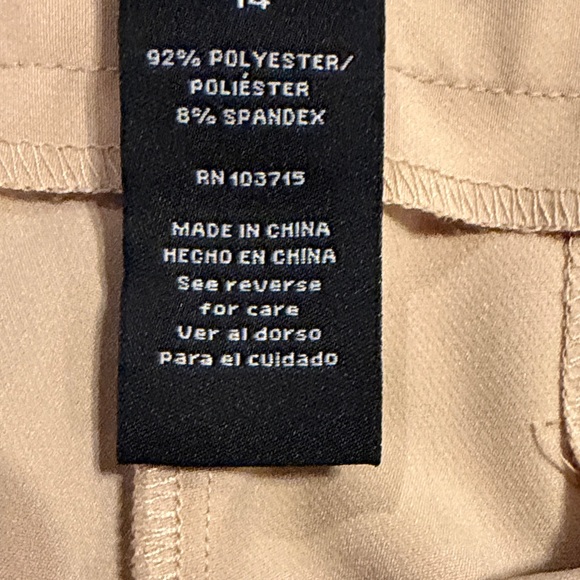 14
92% POLYESTER/
POLIÉSTER
8% SPANDEX
RN 103715
MADE IN CHINA
HECHO EN CHINA
See reverse
for care
Ver al dorso
Para el cuidado